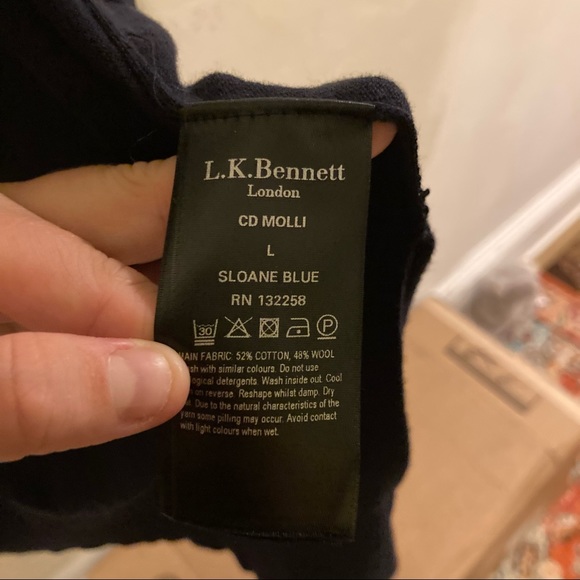 L.K.Bennett
London
CD MOLLI
L
SLOANE BLUE
RN 132258
30 P
FABRIC: 52% COTTON, 48% WOOL
with similar colours. Do not use
detergents. Wash inside out. Cool
on reverse. Reshape whilst damp. Dry
Due to the natural characteristics of the
yarn some pilling may occur. Avoid contact
with light colours when wet.